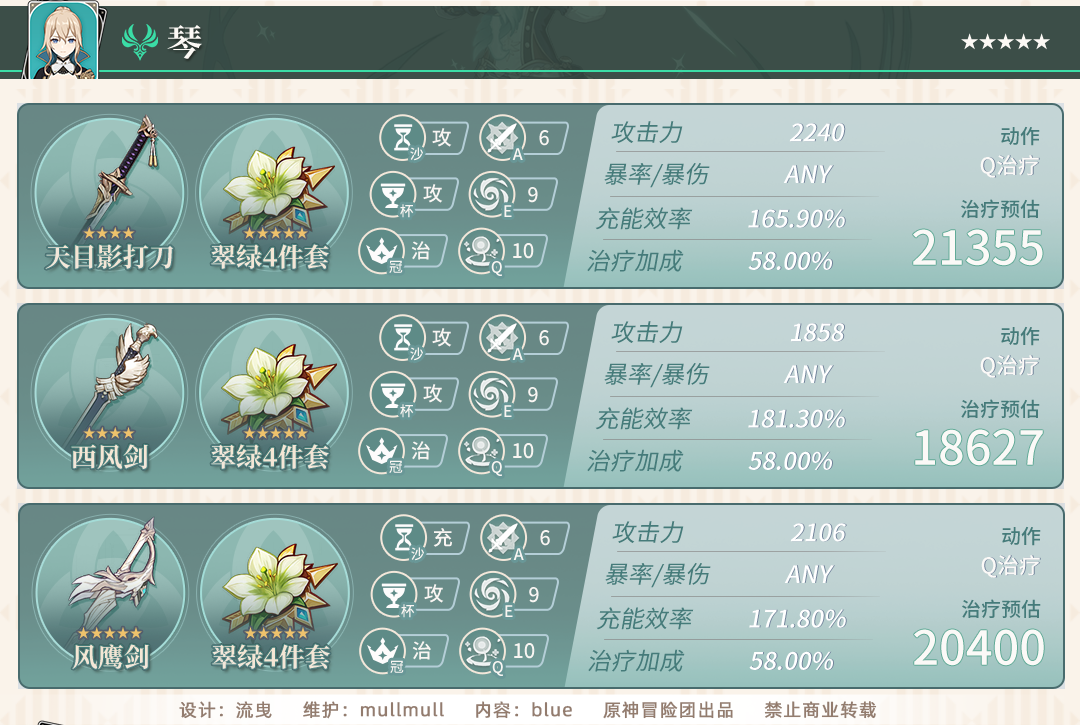 琴
★★★★★
天目影打刀
翠绿4件套
沙 攻
A 6
杯 攻
E 9
冠 治
Q 10
攻击力 2240
暴率/暴伤 ANY
充能效率 165.90%
治疗加成 58.00%
动作
Q治疗
治疗预估
21355
西风剑
翠绿4件套
沙 攻
A 6
杯 攻
E 9
冠 治
Q 10
攻击力 1858
暴率/暴伤 ANY
充能效率 181.30%
治疗加成 58.00%
动作
Q治疗
治疗预估
18627
风鹰剑
翠绿4件套
沙 充
A 6
杯 攻
E 9
冠 治
Q 10
攻击力 2106
暴率/暴伤 ANY
充能效率 171.80%
治疗加成 58.00%
动作
Q治疗
治疗预估
20400
设计：流曳 维护：mullmull 内容：blue 原神冒险团出品 禁止商业转载